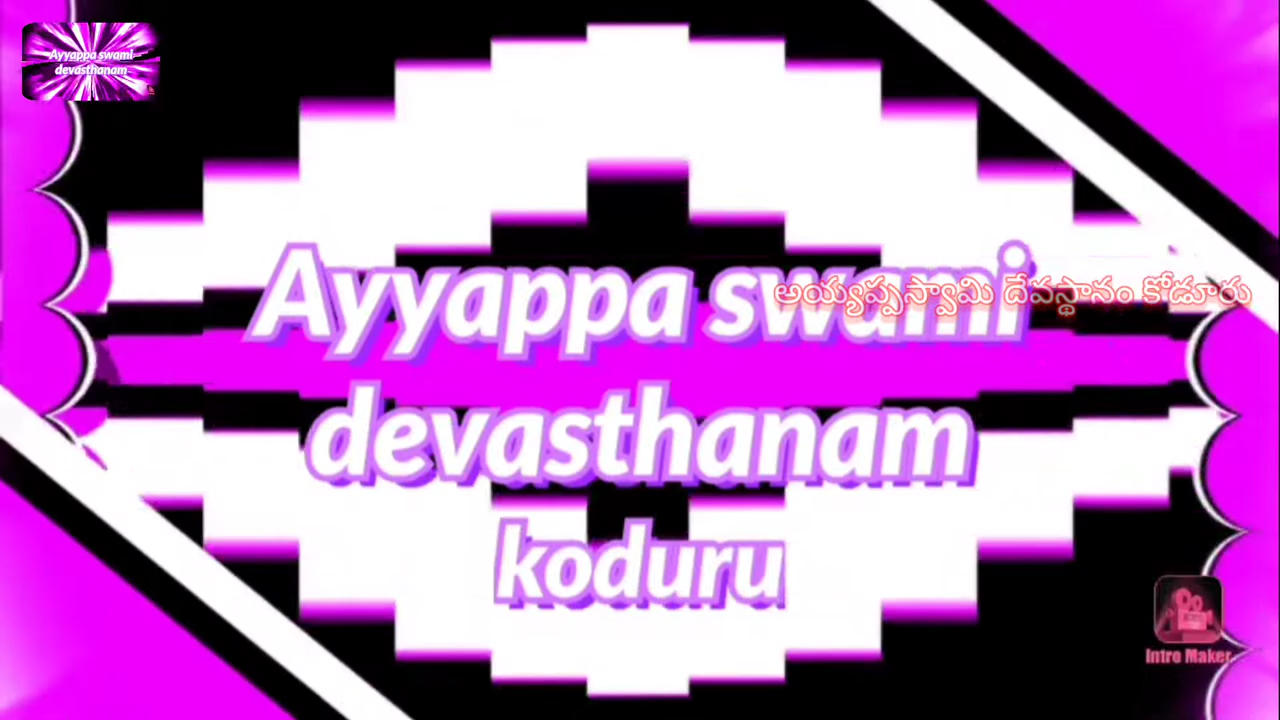 Ayyappa swami
devasthanam
Ayyappa swami
అయ్యప్పస్వామి దేవస్థానం కోడూరు
devasthanam
koduru
Intro Maker